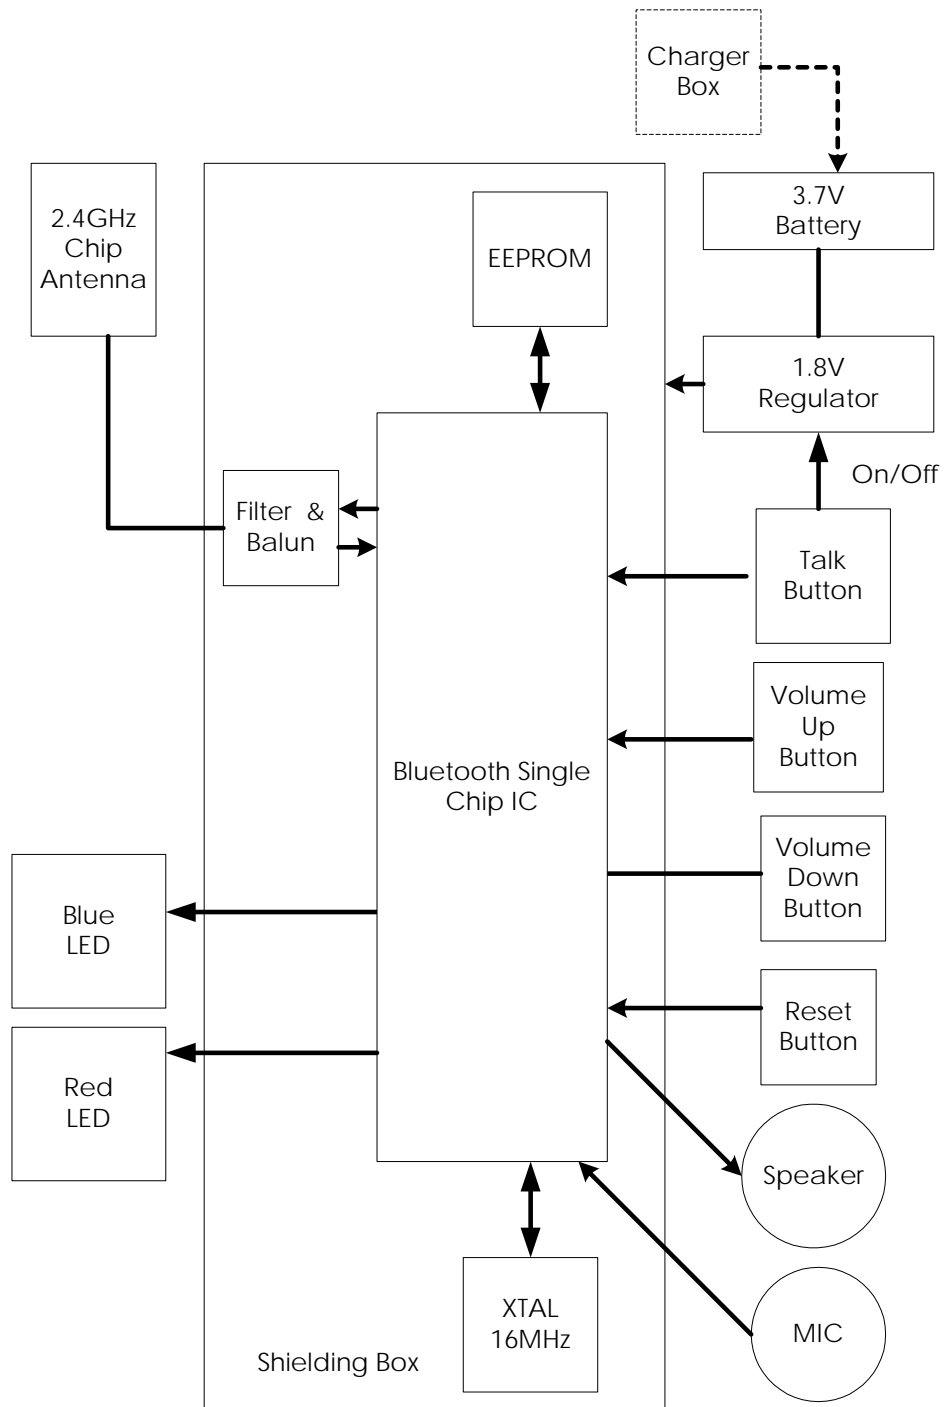 Charger
Box
2.4GHz
Chip
Antenna
EEPROM
3.7V
Battery
1.8V
Regulator
On/Off
Filter &
Balun
Talk
Button
Volume
Up
Button
Bluetooth Single
Chip IC
Volume
Down
Button
Blue
LED
Reset
Button
Red
LED
Speaker
XTAL
16MHz
MIC
Shielding Box